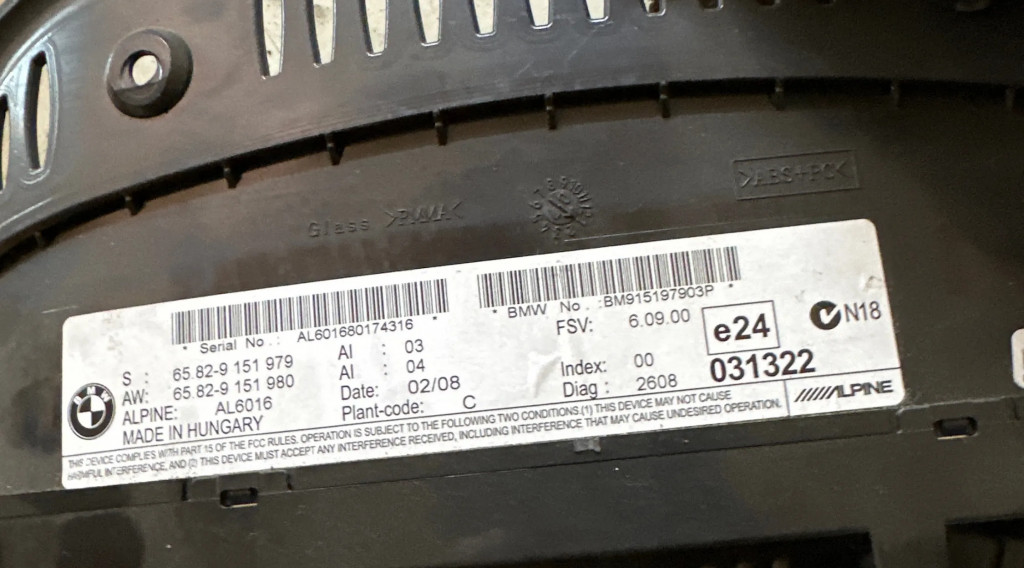 Glass >PMMA<
>ABS+PC<
* Serial No.: AL601680174316 *
* BMW No.: BM915197903P *
S : 65.82-9 151 979
AW: 65.82-9 151 980
ALPINE: AL6016
MADE IN HUNGARY
AI : 03
AI : 04
Date: 02/08
Plant-code: C
FSV: 6.09.00
Index: 00
Diag : 2608
e24
031322
N18
ALPINE
BMW
THIS DEVICE COMPLIES WITH PART 15 OF THE FCC RULES. OPERATION IS SUBJECT TO THE FOLLOWING TWO CONDITIONS.(1) THIS DEVICE MAY NOT CAUSE
HARMFUL INTERFERENCE, AND (2) THIS DEVICE MUST ACCEPT ANY INTERFERENCE RECEIVED, INCLUDING INTERFERENCE THAT MAY CAUSE UNDESIRED OPERATION.